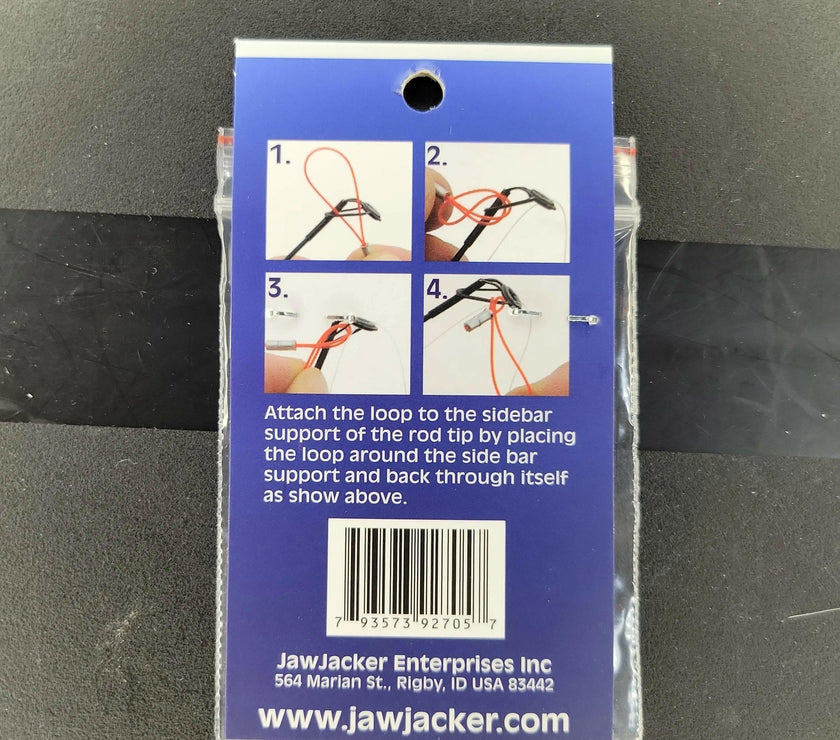 1.
2.
3.
4.
Attach the loop to the sidebar
support of the rod tip by placing
the loop around the side bar
support and back through itself
as show above.
7 93573 92705 7
JawJacker Enterprises Inc
564 Marian St., Rigby, ID USA 83442
www.jawjacker.com